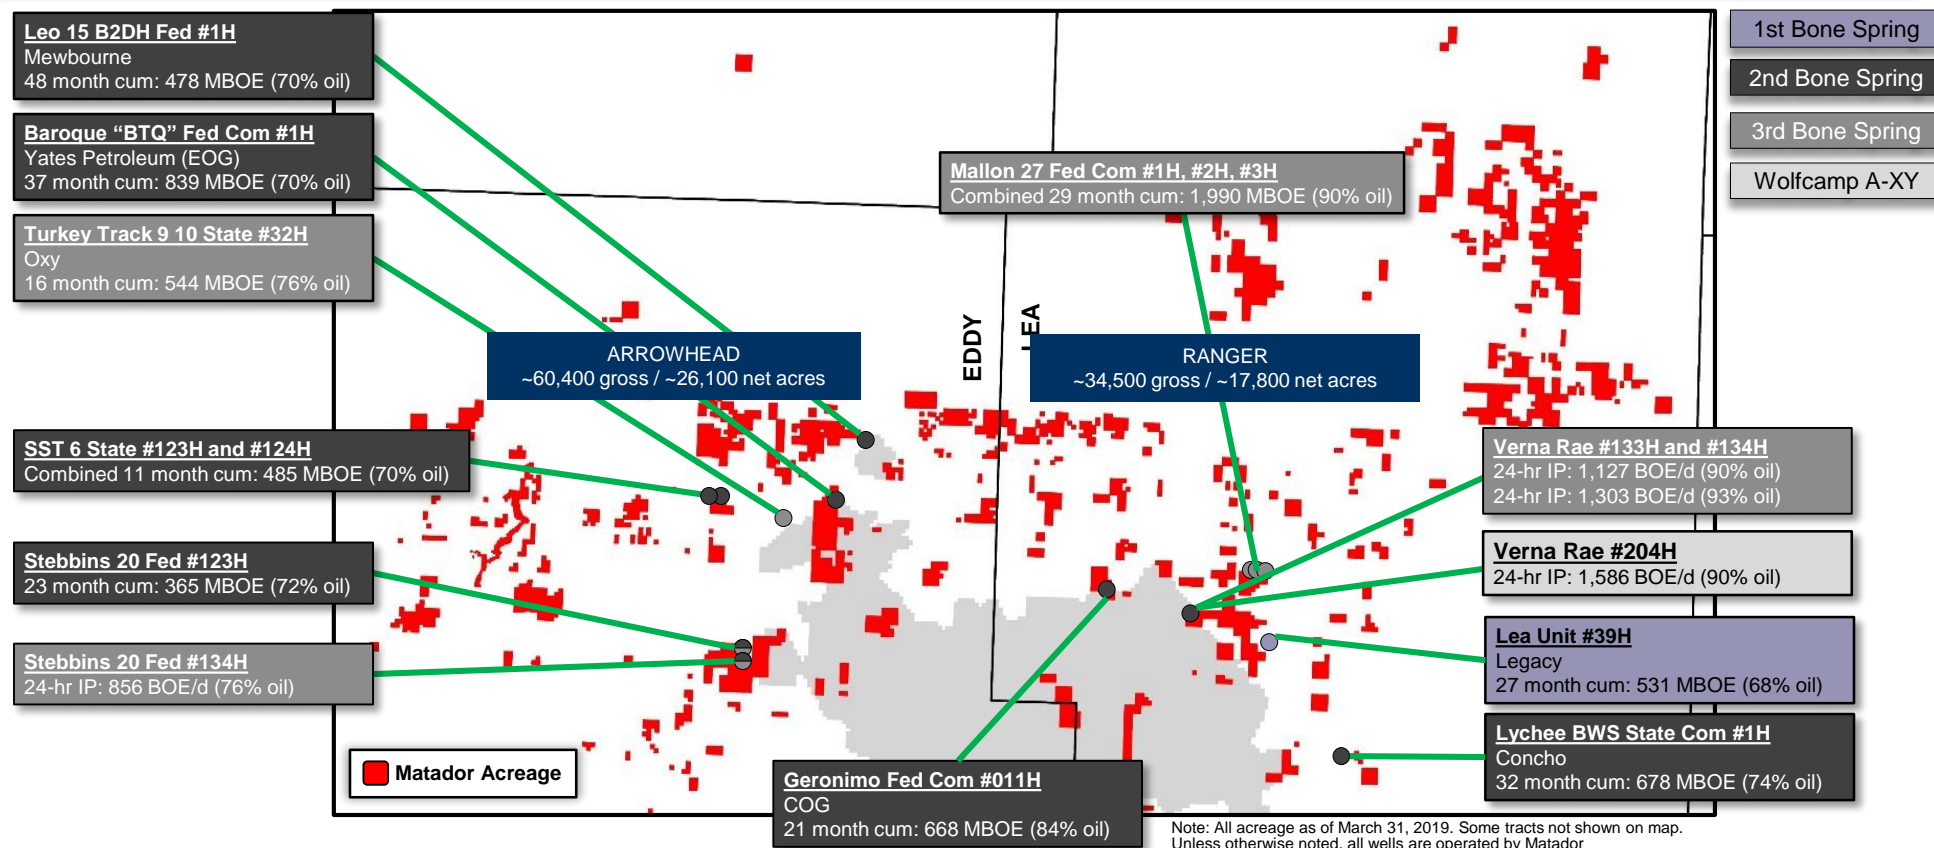 Leo 15 B2DH Fed #1H
Mewbourne
48 month cum: 478 MBOE (70% oil)
Baroque “BTQ” Fed Com #1H
Yates Petroleum (EOG)
37 month cum: 839 MBOE (70% oil)
Turkey Track 9 10 State #32H
Oxy
16 month cum: 544 MBOE (76% oil)
SST 6 State #123H and #124H
Combined 11 month cum: 485 MBOE (70% oil)
Stebbins 20 Fed #123H
23 month cum: 365 MBOE (72% oil)
Stebbins 20 Fed #134H
24-hr IP: 856 BOE/d (76% oil)
Matador Acreage
ARROWHEAD
~60,400 gross / ~26,100 net acres
EDDY
LEA
Mallon 27 Fed Com #1H, #2H, #3H
Combined 29 month cum: 1,990 MBOE (90% oil)
RANGER
~34,500 gross / ~17,800 net acres
Geronimo Fed Com #011H
COG
21 month cum: 668 MBOE (84% oil)
1st Bone Spring
2nd Bone Spring
3rd Bone Spring
Wolfcamp A-XY
Verna Rae #133H and #134H
24-hr IP: 1,127 BOE/d (90% oil)
24-hr IP: 1,303 BOE/d (93% oil)
Verna Rae #204H
24-hr IP: 1,586 BOE/d (90% oil)
Lea Unit #39H
Legacy
27 month cum: 531 MBOE (68% oil)
Lychee BWS State Com #1H
Concho
32 month cum: 678 MBOE (74% oil)
Note: All acreage as of March 31, 2019. Some tracts not shown on map.
Unless otherwise noted, all wells are operated by Matador